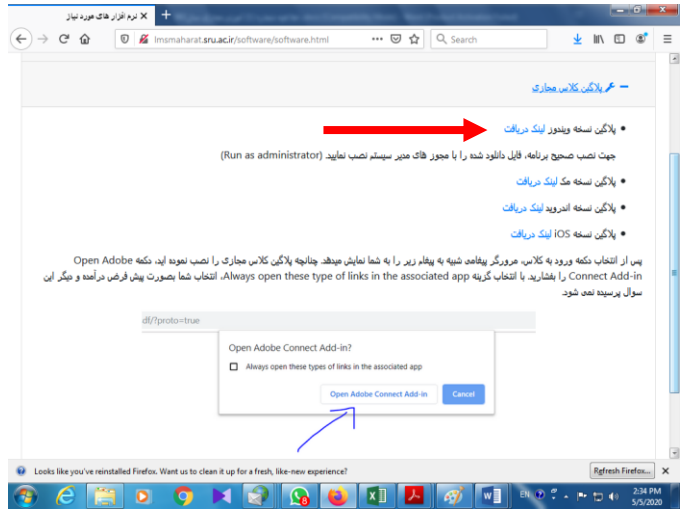 نرم افزار های مورد نیاز
lmsmaharat.sru.ac.ir/software/software.html
Search
پلاگین کلاس مجازی
پلاگین نسخه ویندوز لینک دریافت
جهت نصب صحیح برنامه، فایل دانلود شده را با مجوز های مدیر سیستم نصب نمایید. (Run as administrator)
پلاگین نسخه مک لینک دریافت
پلاگین نسخه اندروید لینک دریافت
پلاگین نسخه iOS لینک دریافت
پس از انتخاب دکمه ورود به کلاس، مرورگر پیغامی شبیه به پیغام زیر را به شما نمایش میدهد. چنانچه پلاگین کلاس مجازی را نصب نموده اید، دکمه Open Adobe
Connect Add-in را بفشارید. با انتخاب گزینه Always open these type of links in the associated app، انتخاب شما بصورت پیش فرض درآمده و دیگر این
سوال پرسیده نمی شود.
df/?proto=true
Open Adobe Connect Add-in?
Always open these types of links in the associated app
Open Adobe Connect Add-in
Cancel
Looks like you've reinstalled Firefox. Want us to clean it up for a fresh, like-new experience?
Refresh Firefox...
EN
2:34 PM
5/5/2020